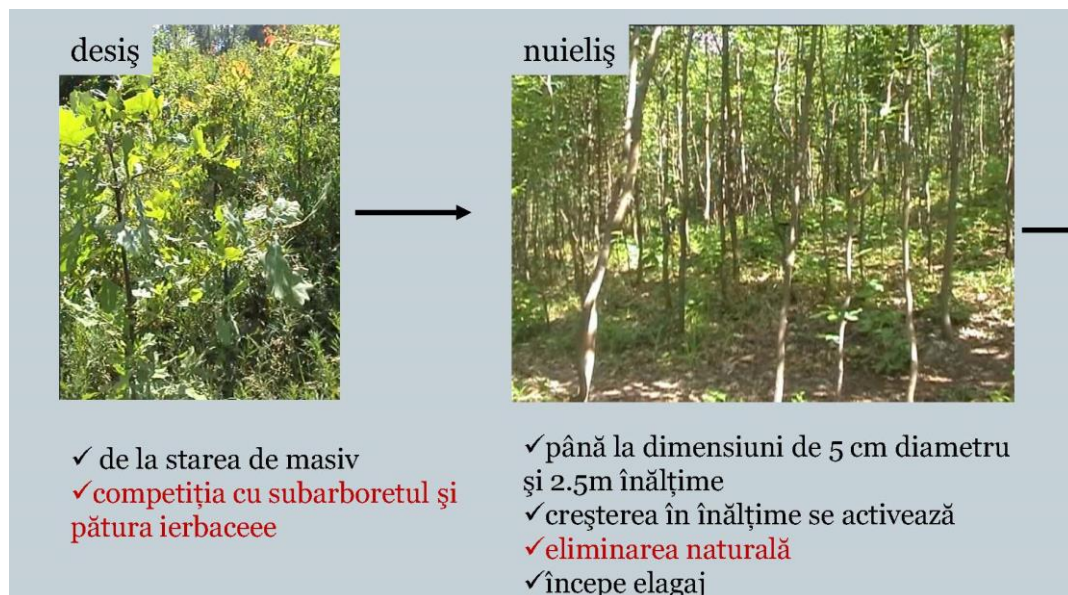 desiş
nuieliş
✓ de la starea de masiv
✓competiția cu subarboretul şi
pătura ierbaceee
✓până la dimensiuni de 5 cm diametru
şi 2.5m înălțime
✓creşterea în înălțime se activează
✓eliminarea naturală
✓începe elagaj